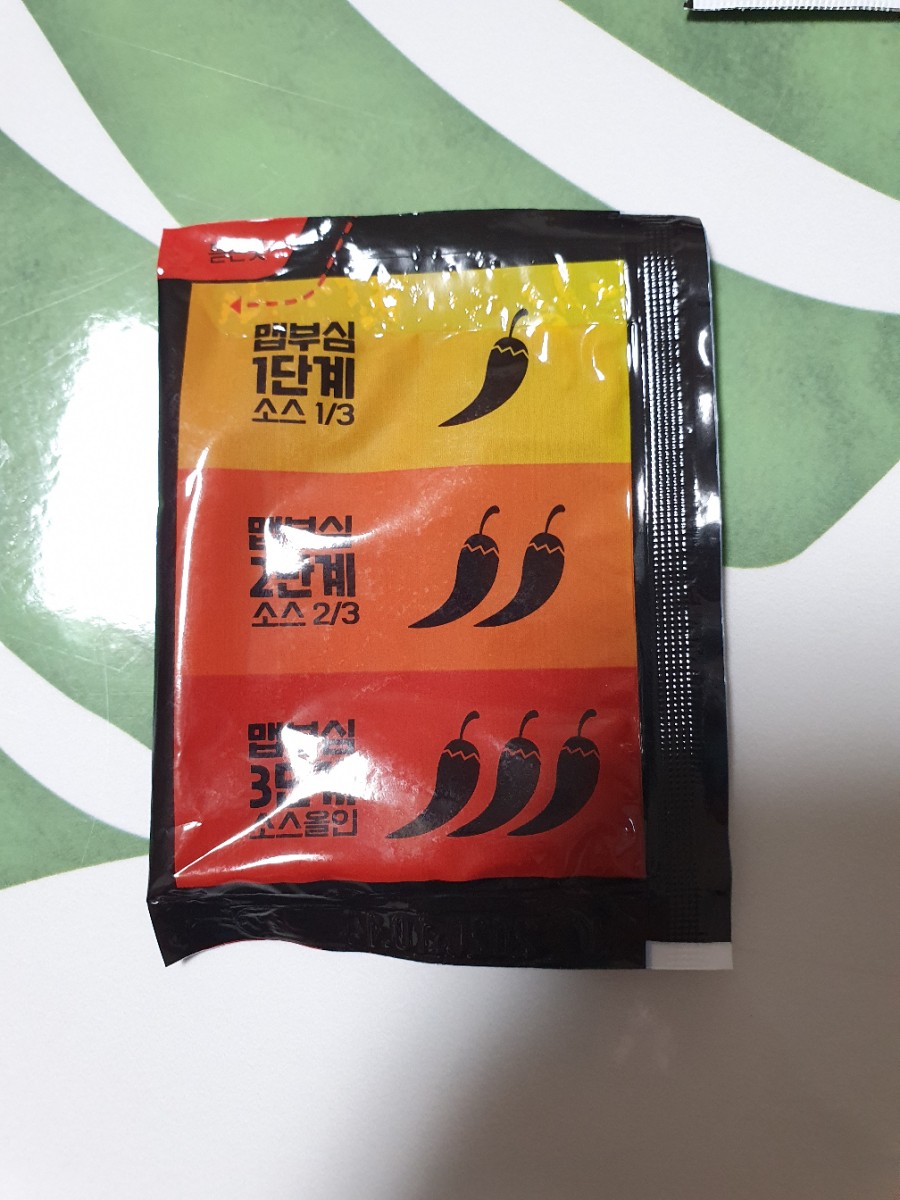 맵부심
1단계
소스 1/3
맵부심
2단계
소스 2/3
맵부심
3단계
소스올인